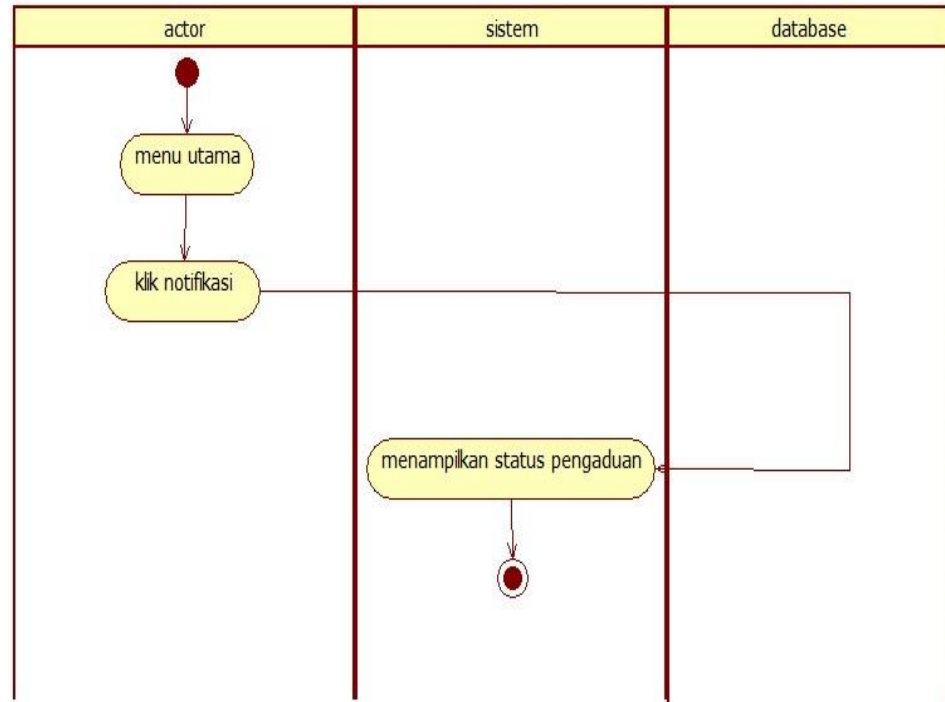 actor
sistem
database
menu utama
klik notifikasi
menampilkan status pengaduan